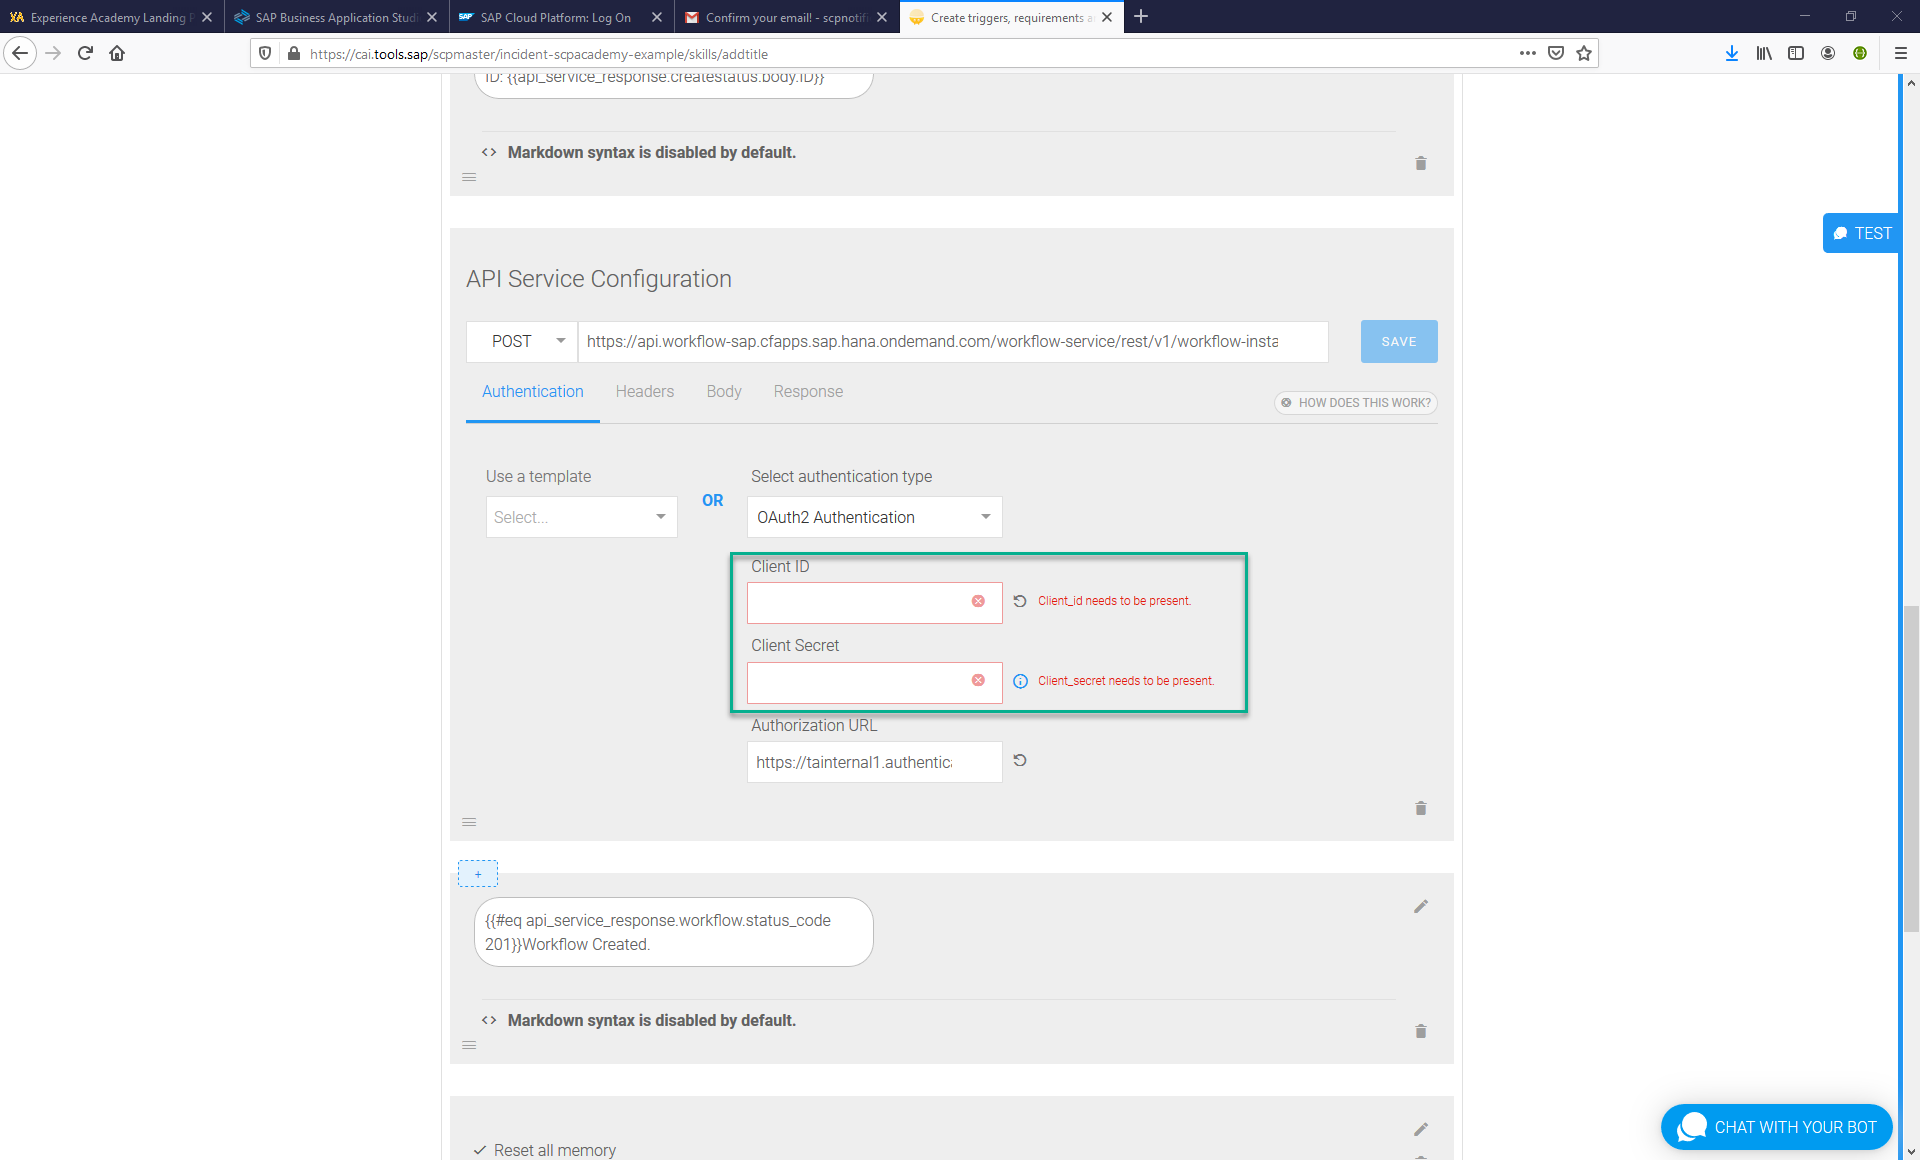 Experience Academy Landing P
SAP Business Application Studi
SAP SAP Cloud Platform: Log On
Confirm your email! - scpnotifi
Create triggers, requirements a
https://cai.tools.sap/scpmaster/incident-scpacademy-example/skills/addtitle
ID: {{api_service_response.createstatus.body.ID}}
<> Markdown syntax is disabled by default.
TEST
API Service Configuration
POST
https://api.workflow-sap.cfapps.sap.hana.ondemand.com/workflow-service/rest/v1/workflow-insta
SAVE
Authentication Headers Body Response
HOW DOES THIS WORK?
Use a template
Select...
OR
Select authentication type
OAuth2 Authentication
Client ID
Client_id needs to be present.
Client Secret
Client_secret needs to be present.
Authorization URL
https://tainternal1.authentica
+
{{#eq api_service_response.workflow.status_code
201}}Workflow Created.
<> Markdown syntax is disabled by default.
CHAT WITH YOUR BOT
Reset all memory